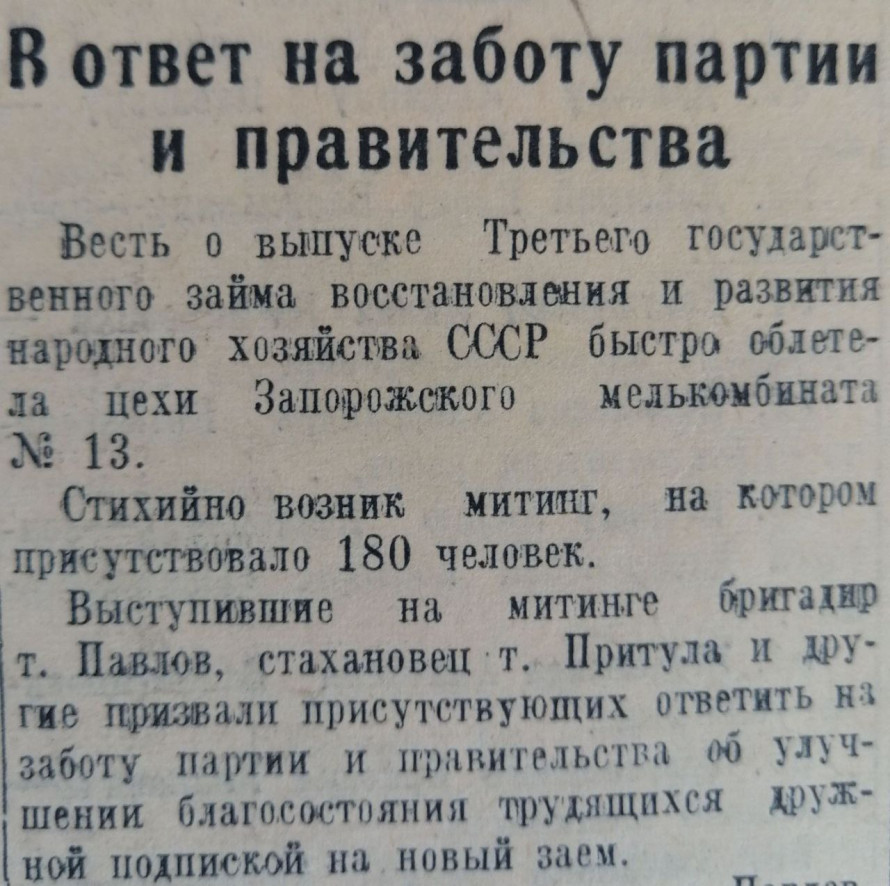 В ответ на заботу партии
и правительства
Весть о выпуске Третьего государст-
венного займа восстановления и развития
народного хозяйства СССР быстро облете-
ла цехи Запорожского мелькомбината
№ 13.
Стихийно возник митинг, на котором
присутствовало 180 человек.
Выступившие на митинге бригадир
т. Павлов, стахановец т. Притула и дру-
гие призвали присутствующих ответить на
заботу партии и правительства об улуч-
шении благосостояния трудящихся друж-
ной подпиской на новый заем.